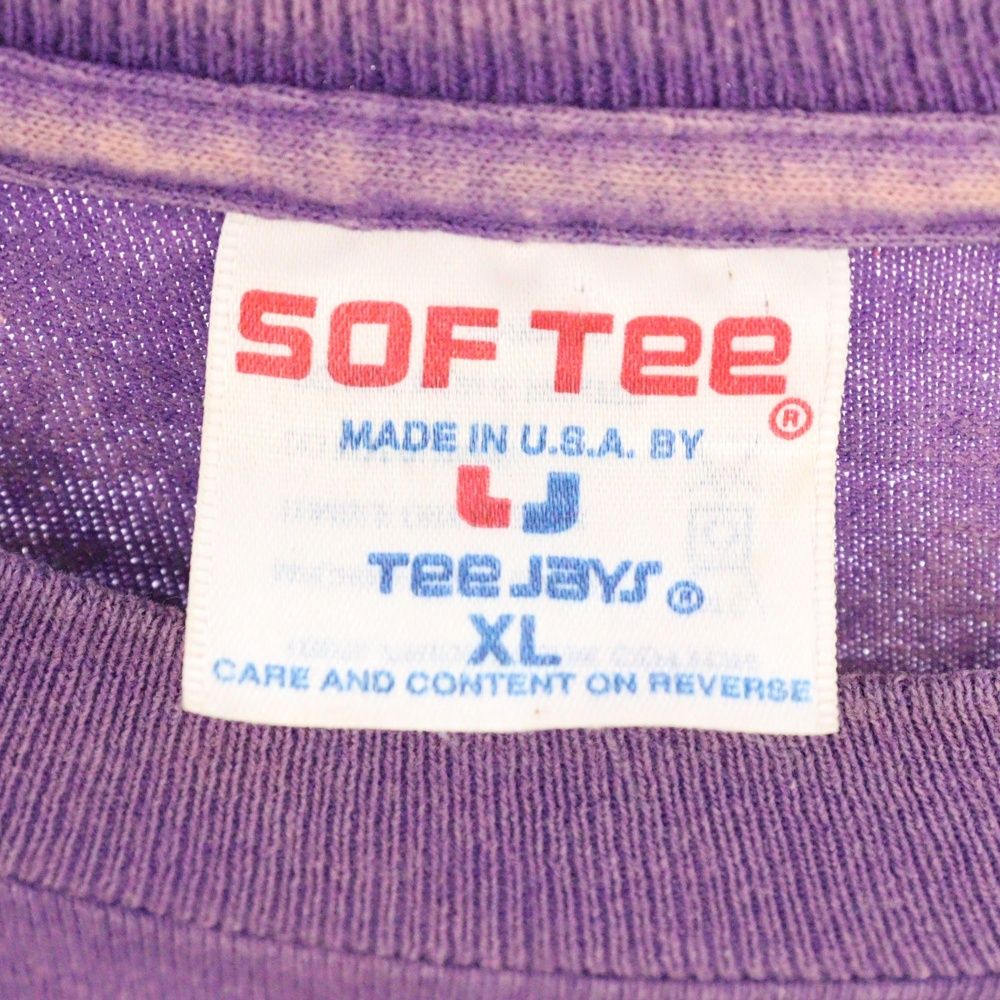 SOF TEE ®
MADE IN U.S.A. BY
TEE JAYS ®
XL
CARE AND CONTENT ON REVERSE